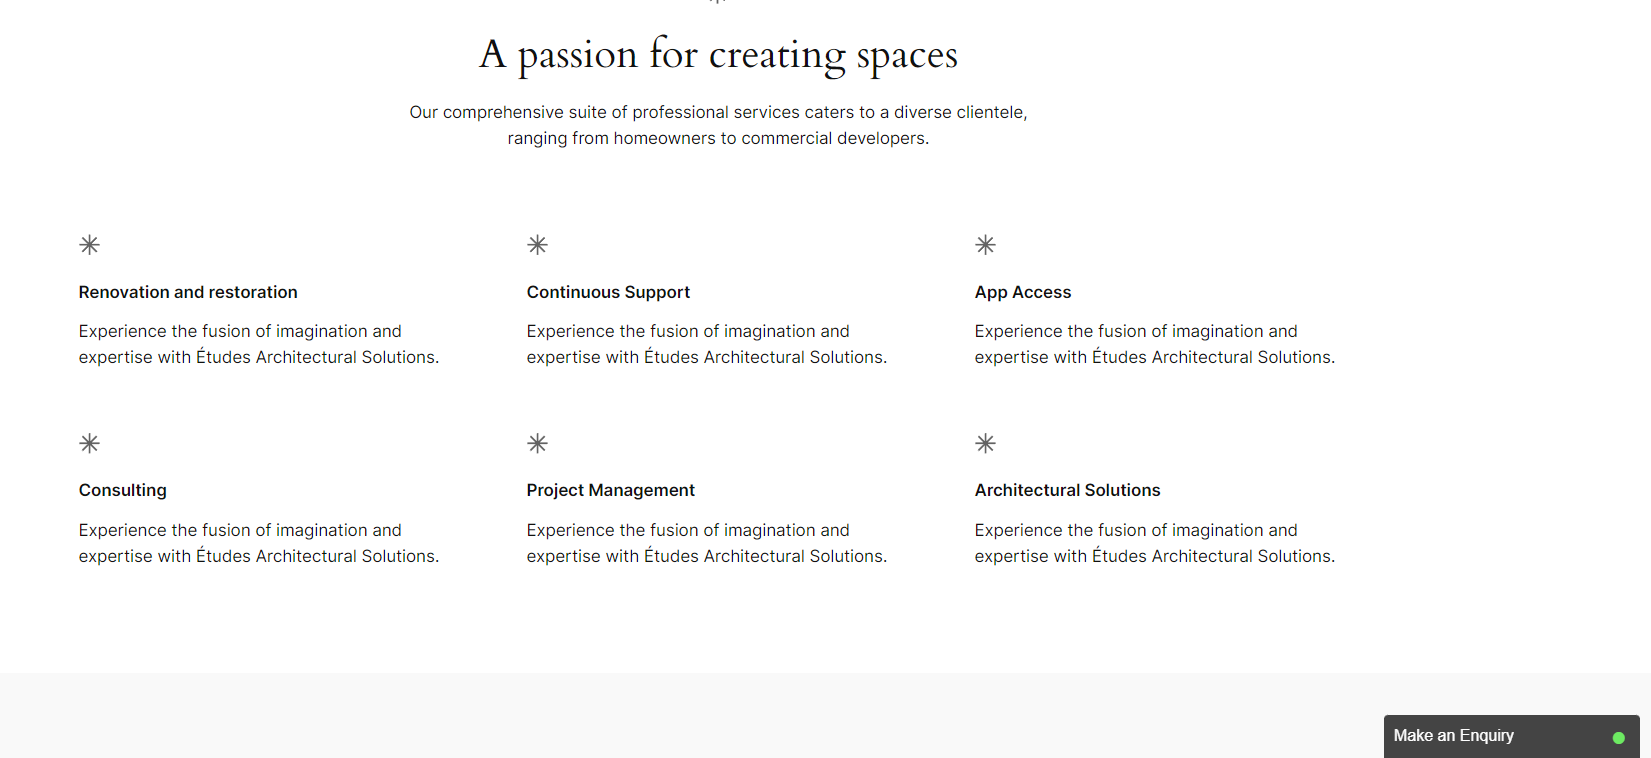 A passion for creating spaces
Our comprehensive suite of professional services caters to a diverse clientele,
ranging from homeowners to commercial developers.
Renovation and restoration
Experience the fusion of imagination and
expertise with Études Architectural Solutions.
Continuous Support
Experience the fusion of imagination and
expertise with Études Architectural Solutions.
App Access
Experience the fusion of imagination and
expertise with Études Architectural Solutions.
Consulting
Experience the fusion of imagination and
expertise with Études Architectural Solutions.
Project Management
Experience the fusion of imagination and
expertise with Études Architectural Solutions.
Architectural Solutions
Experience the fusion of imagination and
expertise with Études Architectural Solutions.
Make an Enquiry